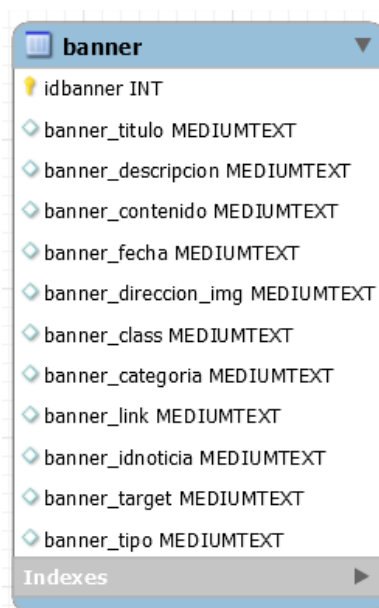 banner
idbanner INT
banner_titulo MEDIUMTEXT
banner_descripcion MEDIUMTEXT
banner_contenido MEDIUMTEXT
banner_fecha MEDIUMTEXT
banner_direccion_img MEDIUMTEXT
banner_class MEDIUMTEXT
banner_categoria MEDIUMTEXT
banner_link MEDIUMTEXT
banner_idnoticia MEDIUMTEXT
banner_target MEDIUMTEXT
banner_tipo MEDIUMTEXT
Indexes